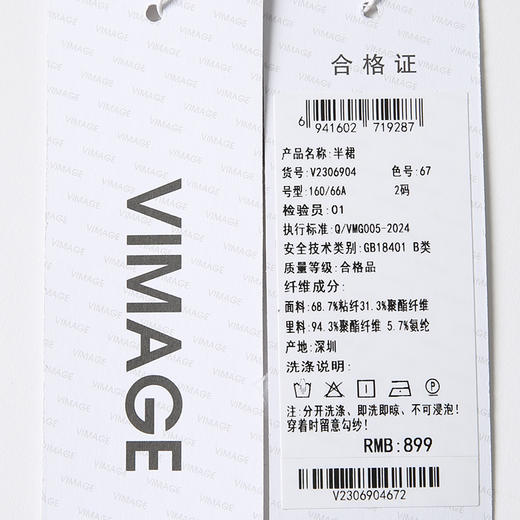 VIMAGE
合格证
6 941602 719287
产品名称:半裙
货号:V2306904 色号:67
号型:160/66A 2码
检验员:01
执行标准:Q/VMG005-2024
安全技术类别:GB18401 B类
质量等级:合格品
纤维成分:
面料:68.7%粘纤31.3%聚酯纤维
里料:94.3%聚酯纤维 5.7%氨纶
产地:深圳
洗涤说明:
P
注:分开洗涤、即洗即晾、不可浸泡!
穿着时留意勾纱!
RMB:899
V2306904672